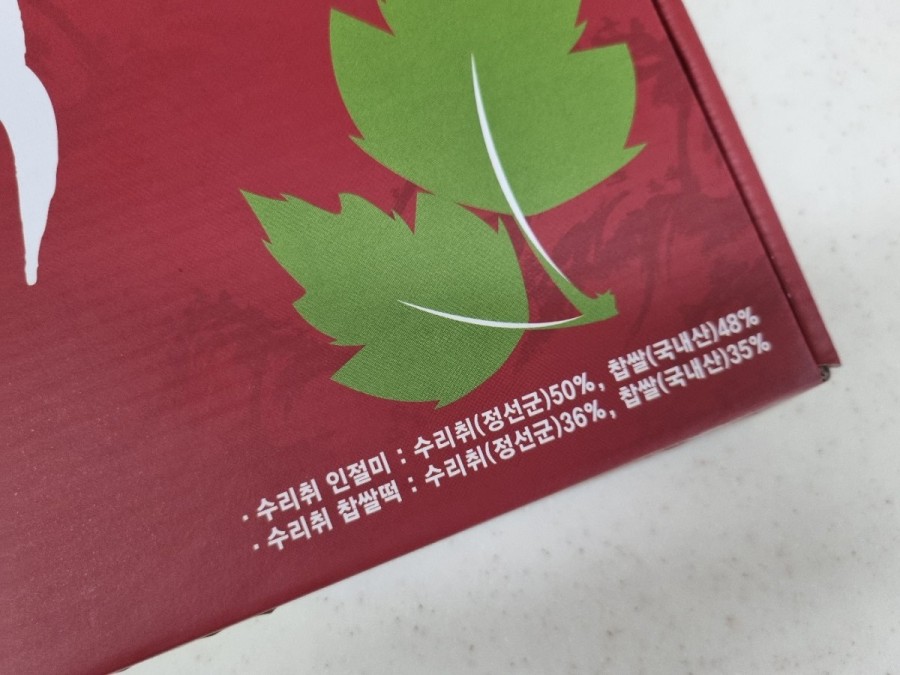 · 수리취 인절미 : 수리취(정선군)50%, 찹쌀(국내산)48%
· 수리취 찹쌀떡 : 수리취(정선군)36%, 찹쌀(국내산)35%